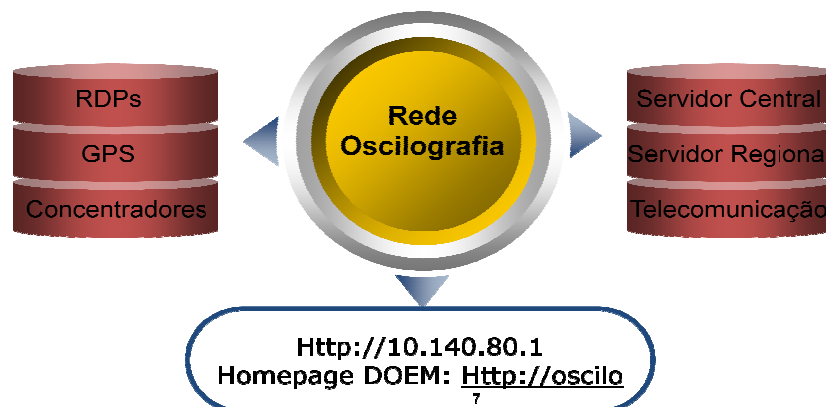 RDPs
GPS
Concentradores
Rede
Oscilografia
Servidor Central
Servidor Regiona
Telecomunicação
Http://10.140.80.1
Homepage DOEM: Http://oscilo
7